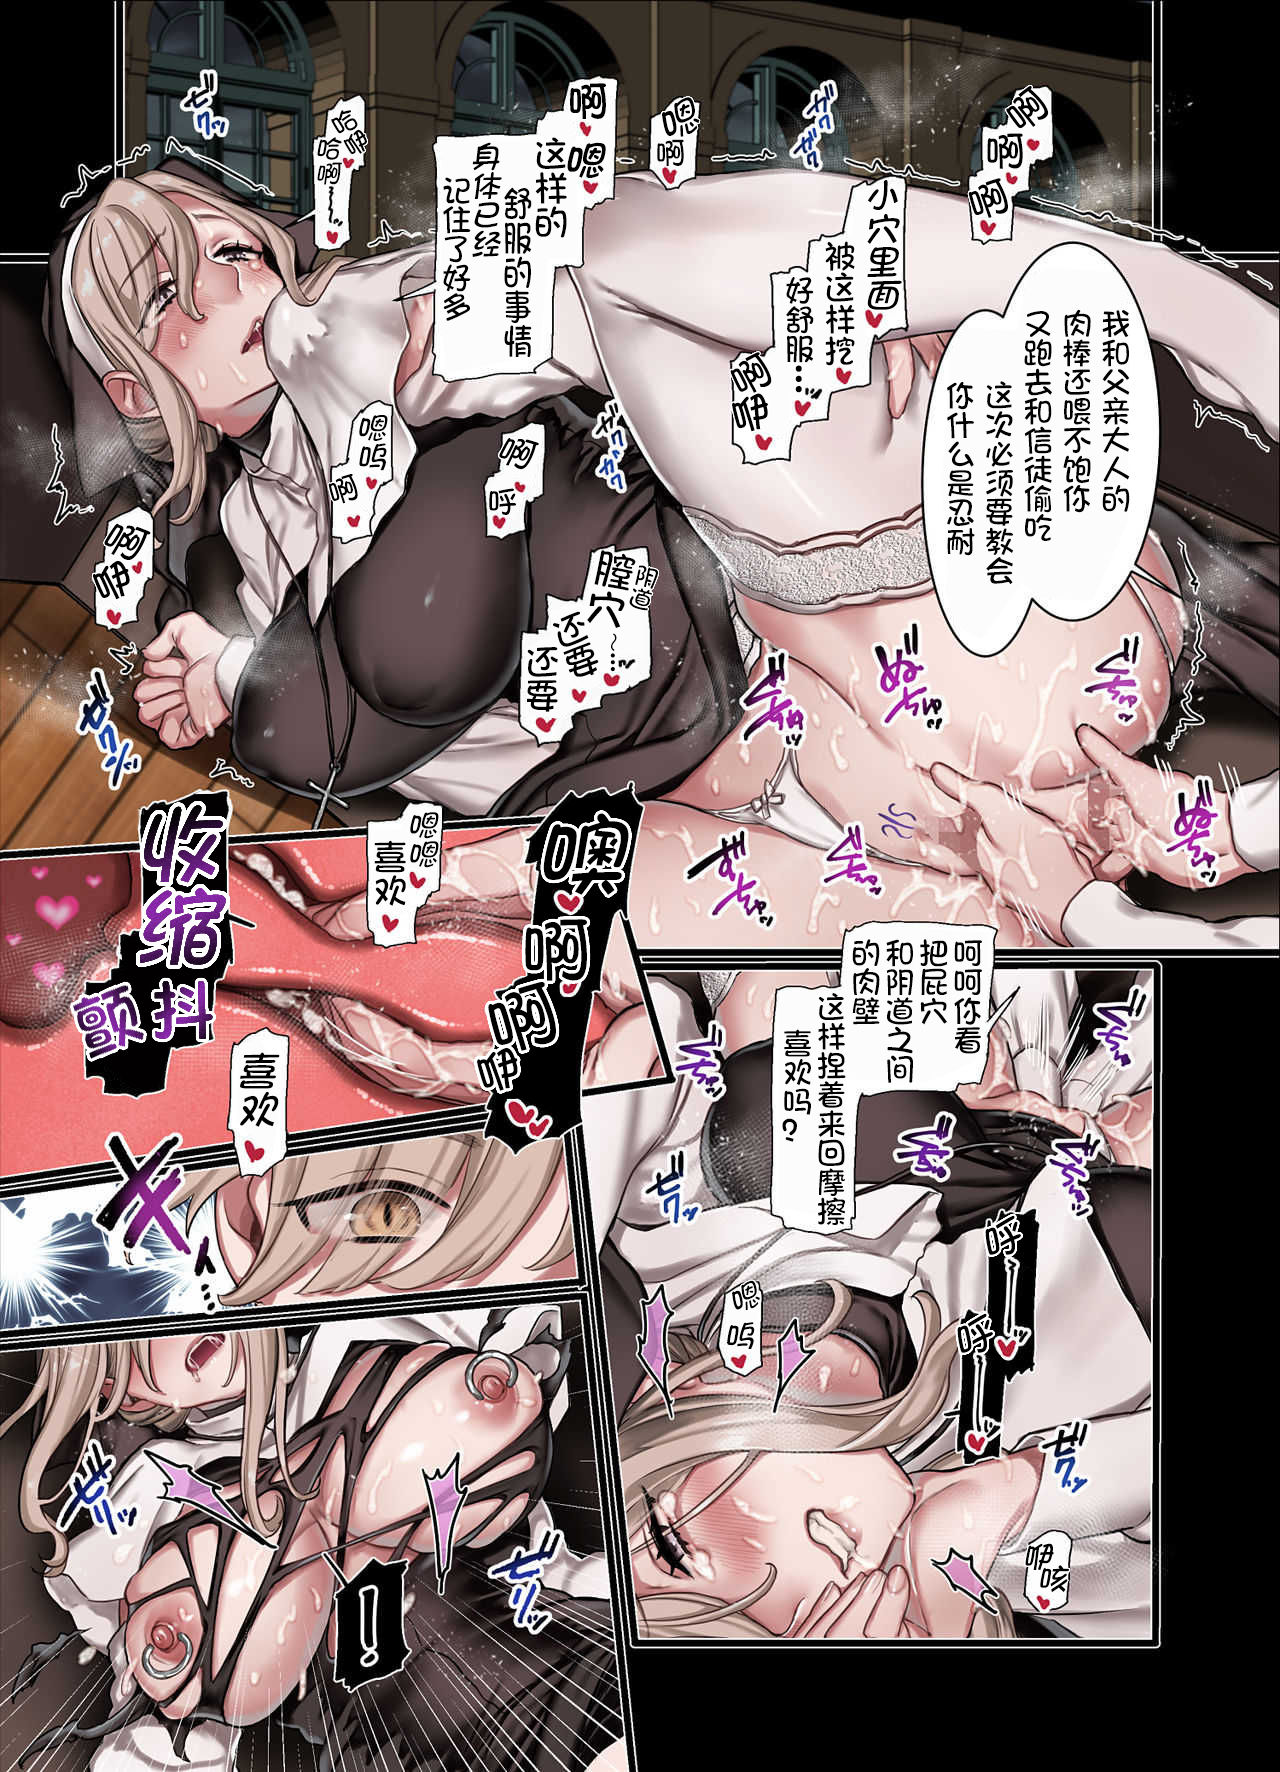 啊
啊
啊
我和父亲大人的
肉棒还喂不饱你
又跑去和信徒偷吃
这次必须要教会
你什么是忍耐
小穴里面
被这样挖
好舒服……
啊
咿
嗯
啊
啊
嗯
这样的
舒服的事情
身体已经
记住了好多
哈咿
哈啊
啊
呼
嗯呜
啊
啊
咿
阴道
膣穴……
还要
还要
呵呵你看
把屁穴
和阴道之间
的肉壁
这样捏着来回摩擦
喜欢吗？
噢
啊
啊
啊
咿
嗯嗯
喜欢
收缩
颤抖
喜欢
呼
呼
嗯
呜
咿
咳
！